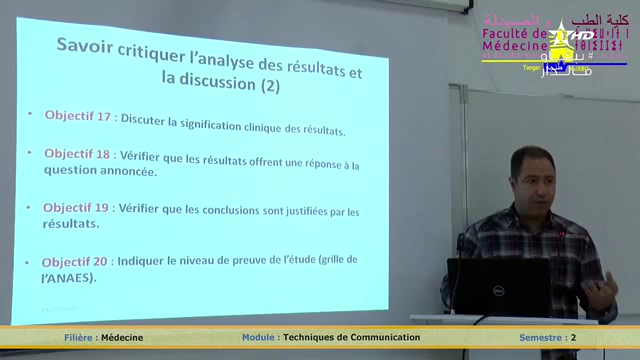 Savoir critiquer l'analyse des résultats et
la discussion (2)
• Objectif 17 : Discuter la signification clinique des résultats.
• Objectif 18 : Vérifier que les résultats offrent une réponse à la
question annoncée.
• Objectif 19 : Vérifier que les conclusions sont justifiées par les
résultats.
• Objectif 20 : Indiquer le niveau de preuve de l'étude (grille de
l'ANAES).
كلية الطب
Faculté de
Médecine
HD
Tanger
DELL
Filière : Médecine
Module : Techniques de Communication
Semestre : 2